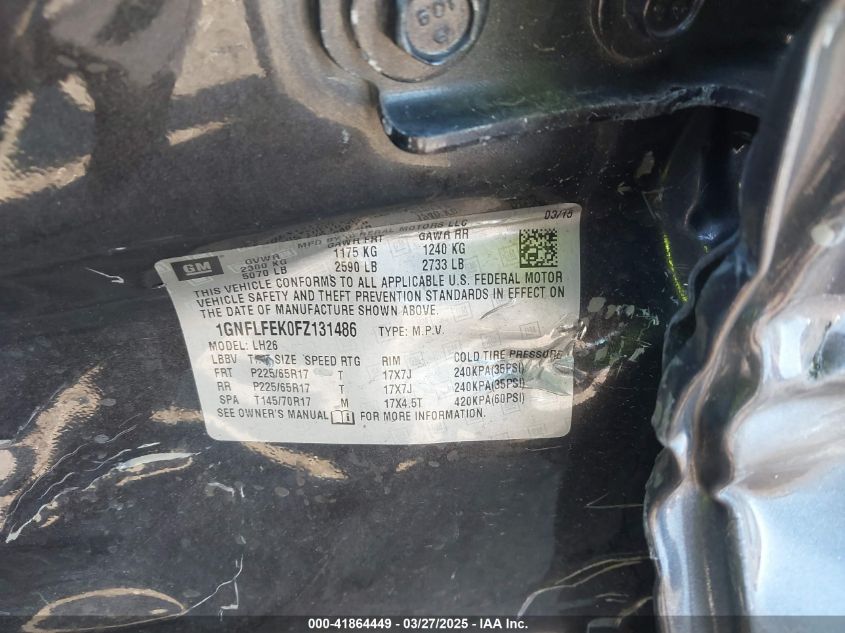 109
03/15
MFD BY GENERAL MOTORS LLC
GVWR GAWR FRT GAWR RR
2300 KG 1175 KG 1240 KG
5070 LB 2590 LB 2733 LB
GM
THIS VEHICLE CONFORMS TO ALL APPLICABLE U.S. FEDERAL MOTOR
VEHICLE SAFETY AND THEFT PREVENTION STANDARDS IN EFFECT ON
THE DATE OF MANUFACTURE SHOWN ABOVE.
1GNFLFEK0FZ131486 TYPE: M.P.V.
MODEL: LH26
LBBV SIZE SPEED RTG RIM COLD TIRE PRESSURE
FRT P225/65R17 T 17X7J 240KPA(35PSI)
RR P225/65R17 T 17X7J 240KPA(35PSI)
SPA T145/70R17 M 17X4.5T 420KPA(60PSI)
SEE OWNER'S MANUAL FOR MORE INFORMATION.
000-41864449 - 03/27/2025 - IAA Inc.